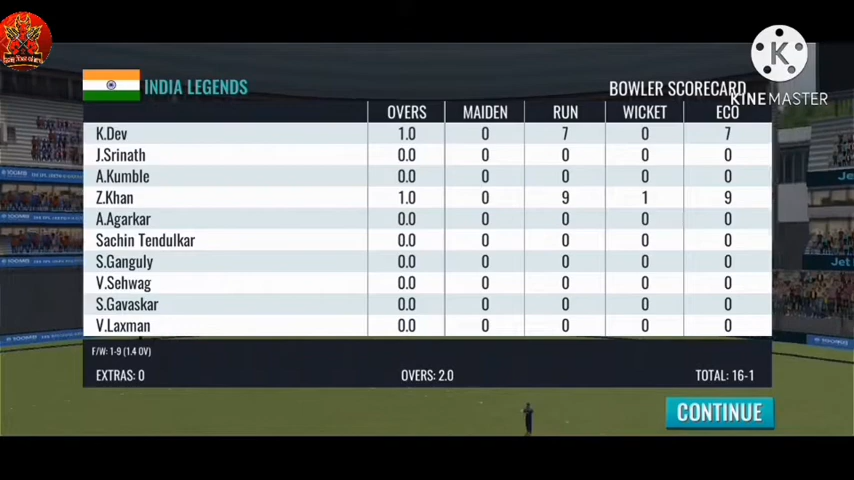 INDIA LEGENDS
BOWLER SCORECARD
KINEMASTER
OVERS MAIDEN RUN WICKET ECO
K.Dev 1.0 0 7 0 7
J.Srinath 0.0 0 0 0 0
A.Kumble 0.0 0 0 0 0
Z.Khan 1.0 0 9 1 9
A.Agarkar 0.0 0 0 0 0
Sachin Tendulkar 0.0 0 0 0 0
S.Ganguly 0.0 0 0 0 0
V.Sehwag 0.0 0 0 0 0
S.Gavaskar 0.0 0 0 0 0
V.Laxman 0.0 0 0 0 0
F/W: 1-9 (1.4 OV)
EXTRAS: 0 OVERS: 2.0 TOTAL: 16-1
CONTINUE